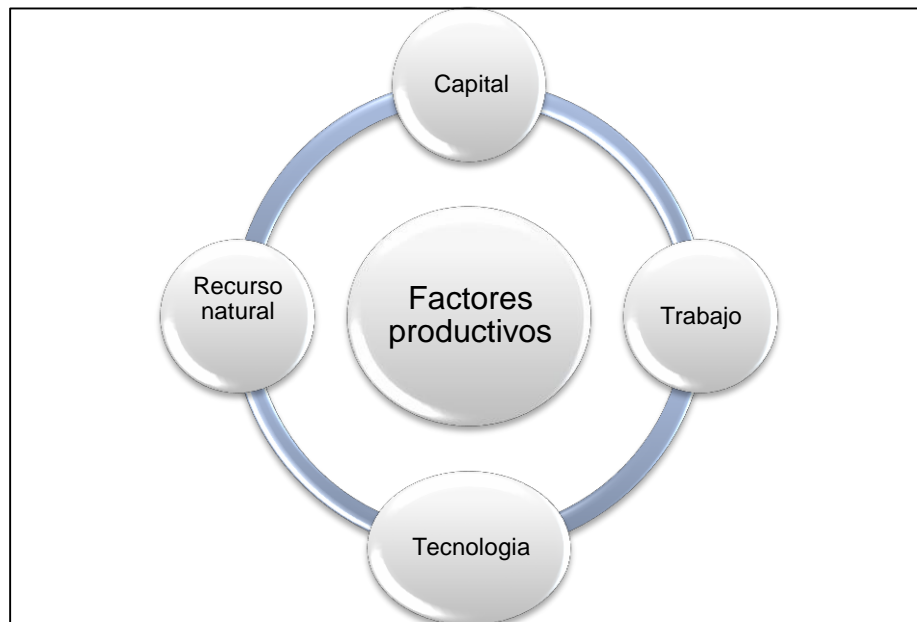 Capital
Recurso
natural
Factores
productivos
Trabajo
Tecnologia